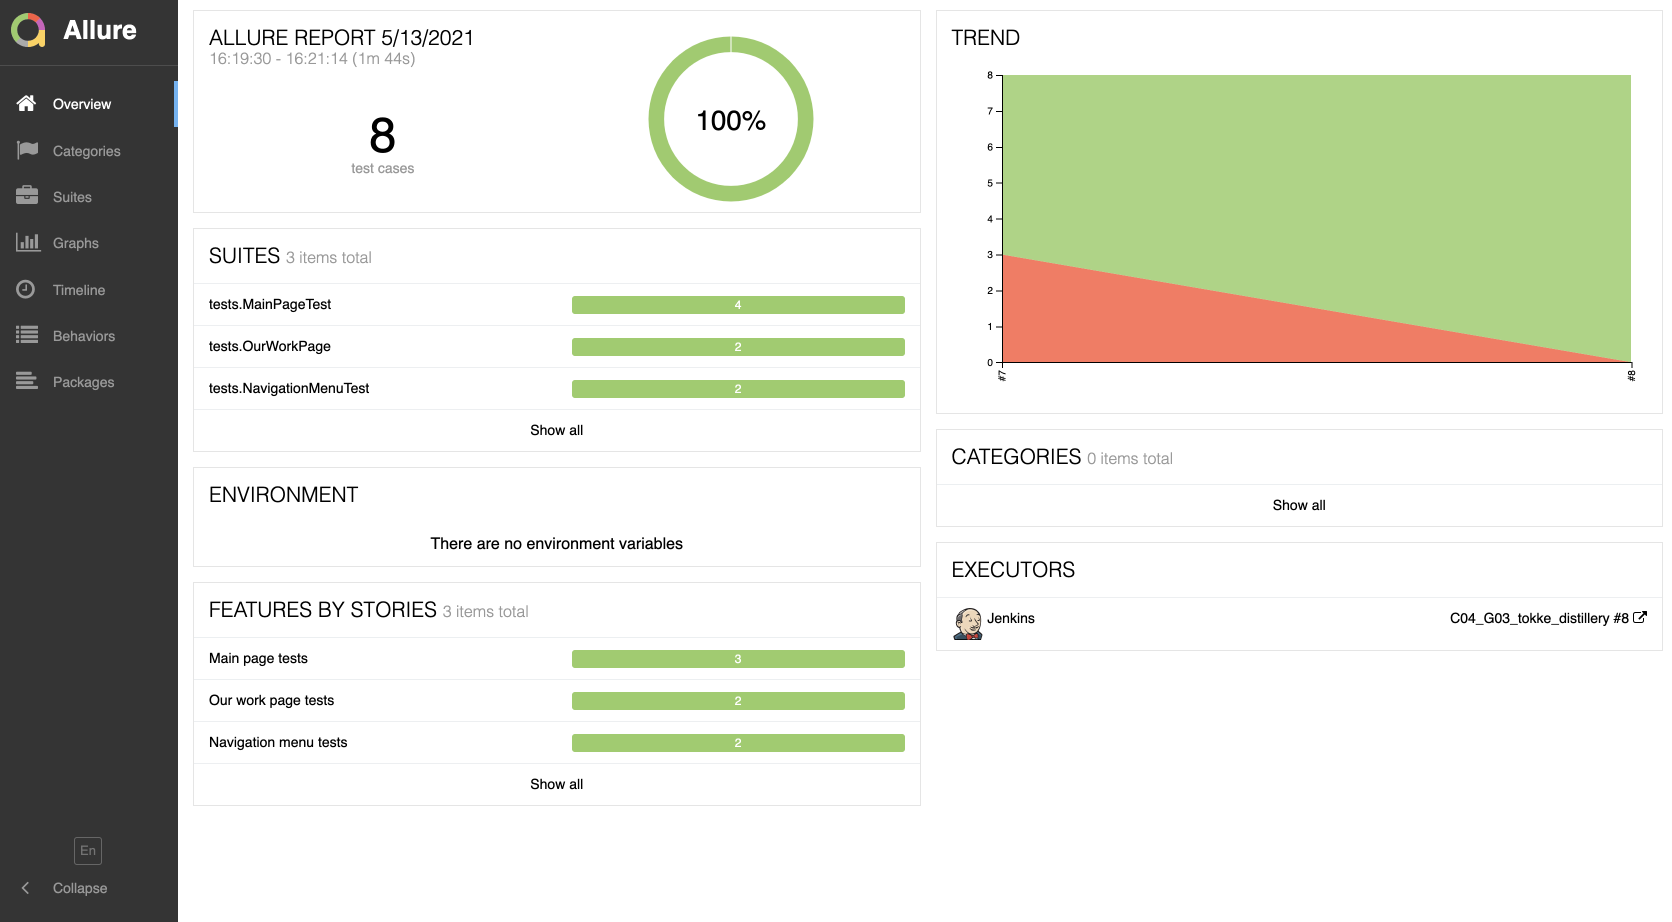 Allure
Overview
Categories
Suites
Graphs
Timeline
Behaviors
Packages
En
Collapse
ALLURE REPORT 5/13/2021
16:19:30 - 16:21:14 (1m 44s)
8
test cases
100%
SUITES 3 items total
tests.MainPageTest 4
tests.OurWorkPage 2
tests.NavigationMenuTest 2
Show all
ENVIRONMENT
There are no environment variables
FEATURES BY STORIES 3 items total
Main page tests 3
Our work page tests 2
Navigation menu tests 2
Show all
TREND
8
7
6
5
4
3
2
1
0
#7 #8
CATEGORIES 0 items total
Show all
EXECUTORS
Jenkins C04_G03_tokke_distillery #8